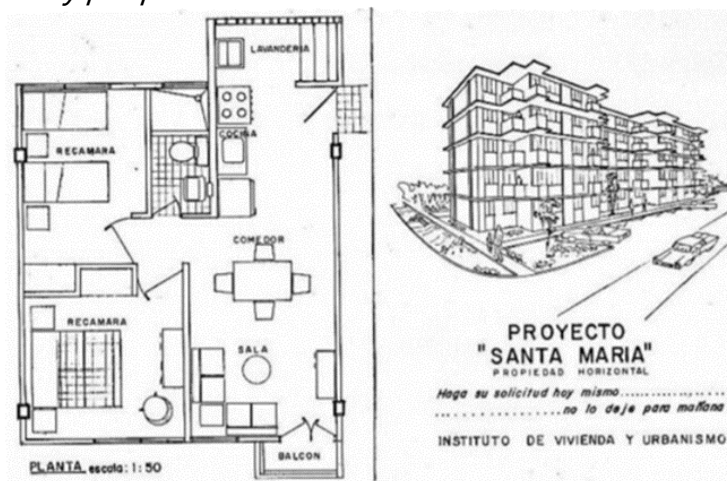 LAVANDERIA
COCINA
RECAMARA
COMEDOR
RECAMARA
SALA
BALCON
PLANTA escala: 1:50
PROYECTO
"SANTA MARIA"
PROPIEDAD HORIZONTAL
Haga su solicitud hoy mismo..............
...............no lo deje para mañana
INSTITUTO DE VIVIENDA Y URBANISMO